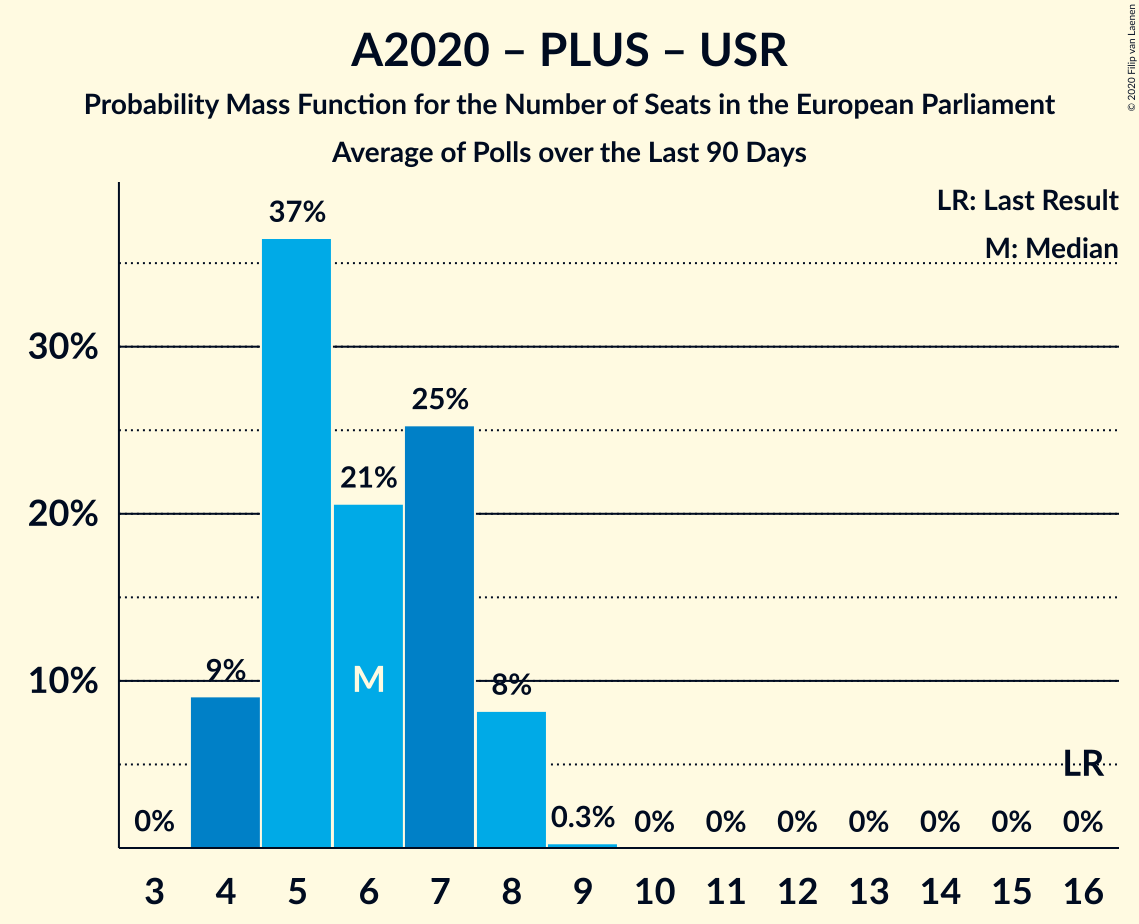 A2020 – PLUS – USR
Probability Mass Function for the Number of Seats in the European Parliament
Average of Polls over the Last 90 Days
© 2020 Filip van Laenen
LR: Last Result
M: Median
37%
30%
25%
21%
20%
10%
9%
M
8%
LR
0%
0.3%
0%
0%
0%
0%
0%
0%
0%
3 4 5 6 7 8 9 10 11 12 13 14 15 16